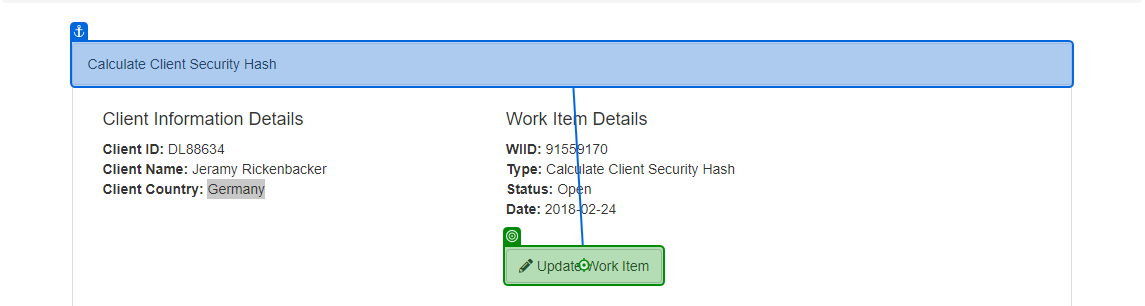 Calculate Client Security Hash
Client Information Details
Client ID: DL88634
Client Name: Jeramy Rickenbacker
Client Country: Germany
Work Item Details
WIID: 91559170
Type: Calculate Client Security Hash
Status: Open
Date: 2018-02-24
Update Work Item